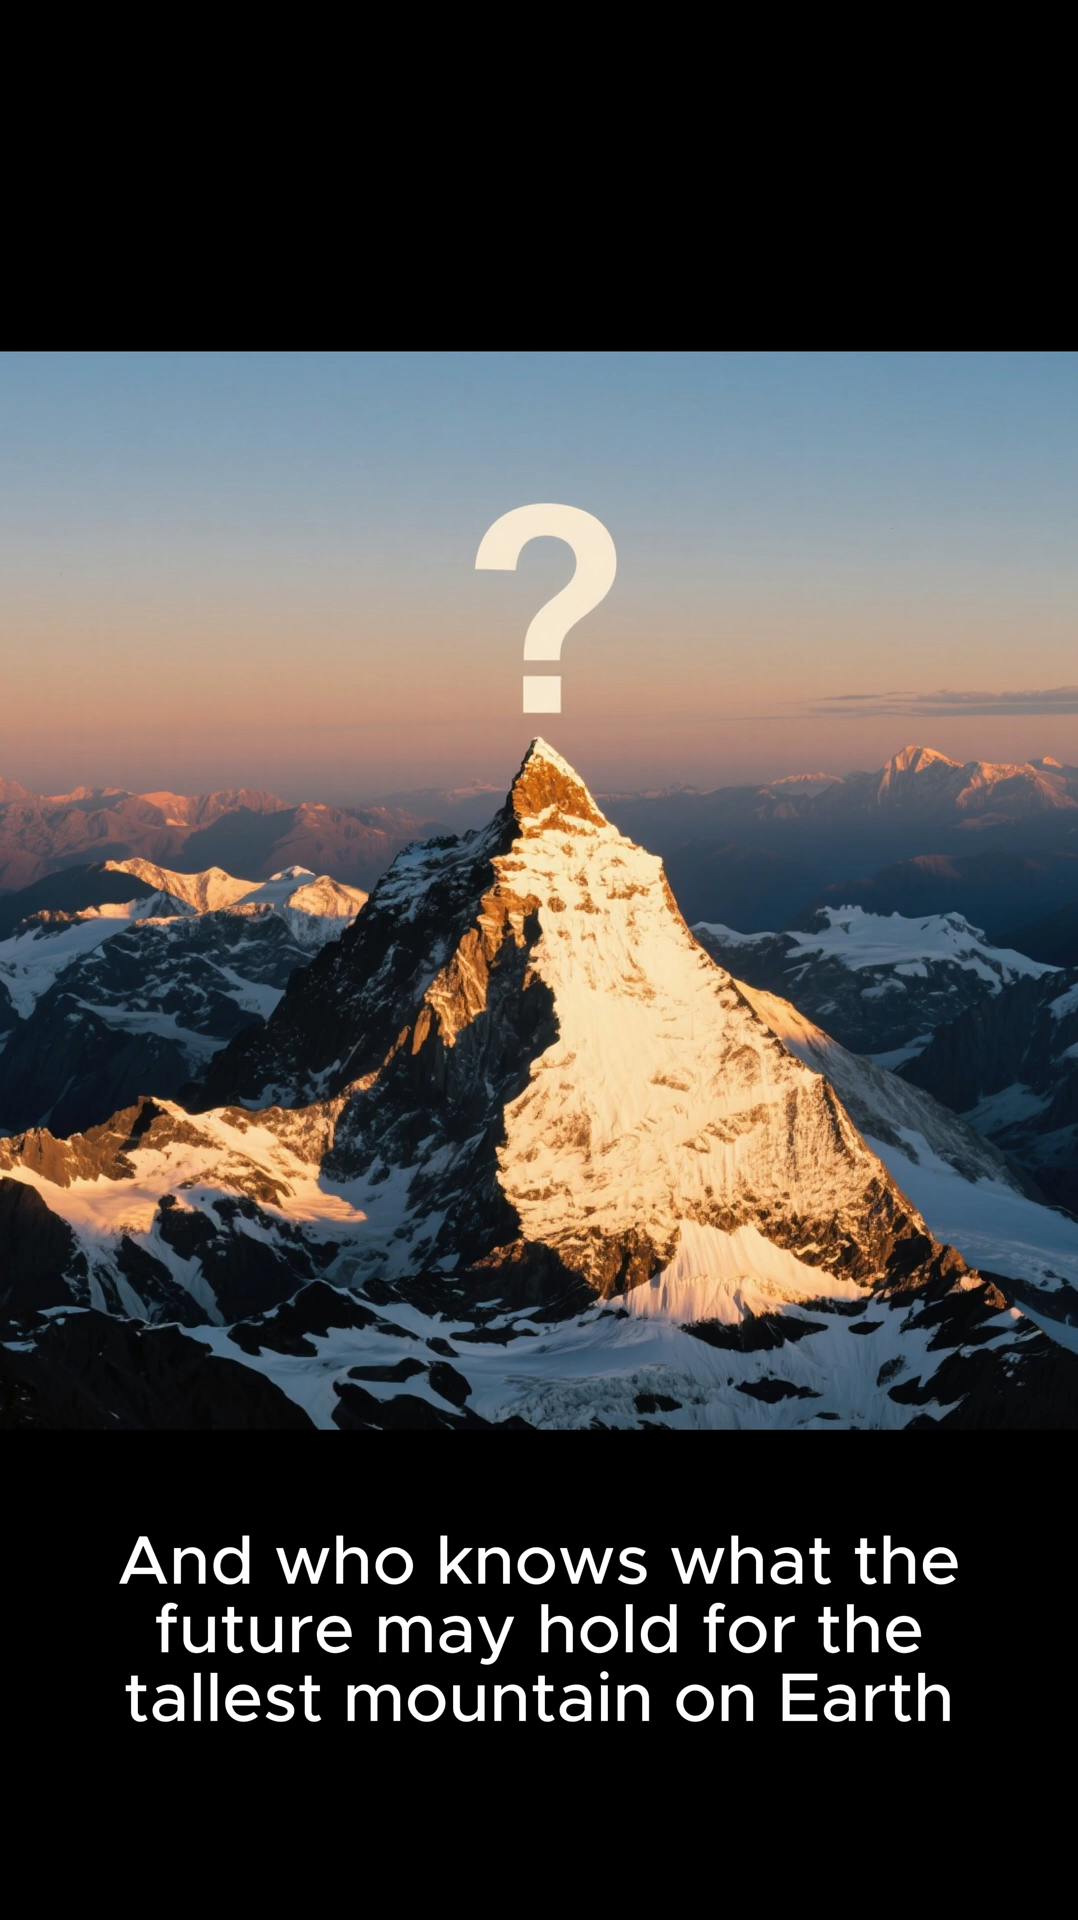 ?
And who knows what the
future may hold for the
tallest mountain on Earth